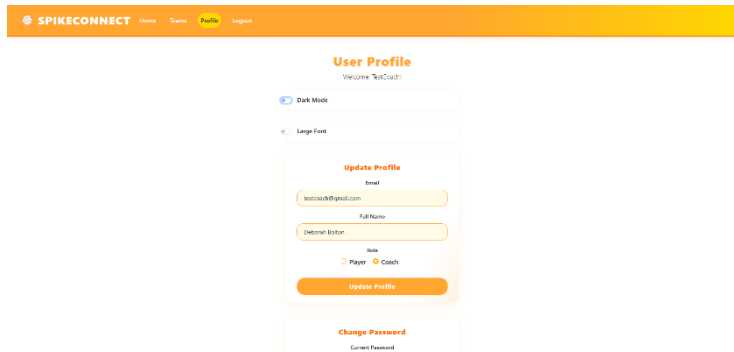 SPIKECONNECT Home Teams Profile Logout
User Profile
Welcome, TestCoach!
Dark Mode
Large Font
Update Profile
Email
testcoach@gmail.com
Full Name
Deborah Bolton
Role
Player Coach
Update Profile
Change Password
Current Password